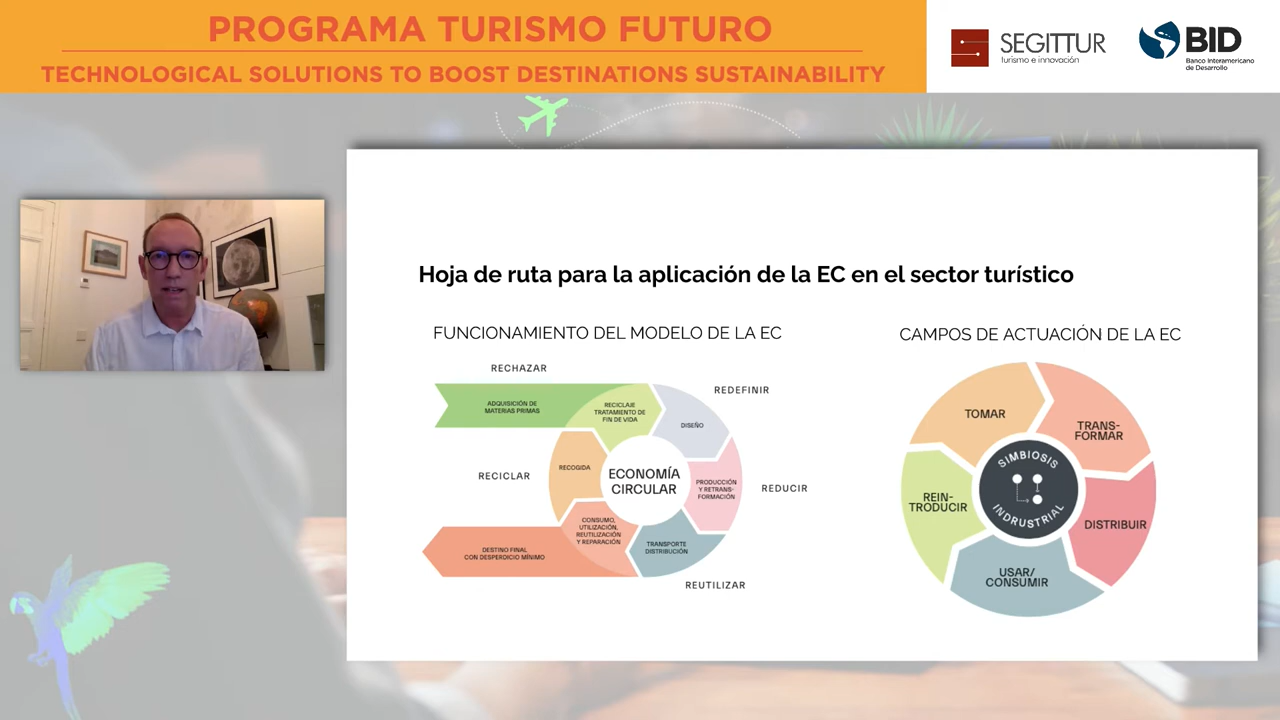 PROGRAMA TURISMO FUTURO
TECHNOLOGICAL SOLUTIONS TO BOOST DESTINATIONS SUSTAINABILITY
SEGITTUR
turismo e innovación
BID
Banco Interamericano
de Desarrollo
Hoja de ruta para la aplicación de la EC en el sector turístico
FUNCIONAMIENTO DEL MODELO DE LA EC
RECHAZAR
REDEFINIR
ADQUISICIÓN DE
MATERIAS PRIMAS
RECICLAJE
TRATAMIENTO DE
FIN DE VIDA
DISEÑO
RECICLAR
RECOGIDA
ECONOMÍA
CIRCULAR
PRODUCCIÓN
Y RETRANS-
FORMACIÓN
REDUCIR
CONSUMO,
UTILIZACIÓN,
REUTILIZACIÓN
Y REPARACIÓN
TRANSPORTE
DISTRIBUCIÓN
DESTINO FINAL
CON DESPERDICIO MÍNIMO
REUTILIZAR
CAMPOS DE ACTUACIÓN DE LA EC
TOMAR
TRANS-
FORMAR
SIMBIOSIS
INDRUSTRIAL
REIN-
TRODUCIR
DISTRIBUIR
USAR/
CONSUMIR